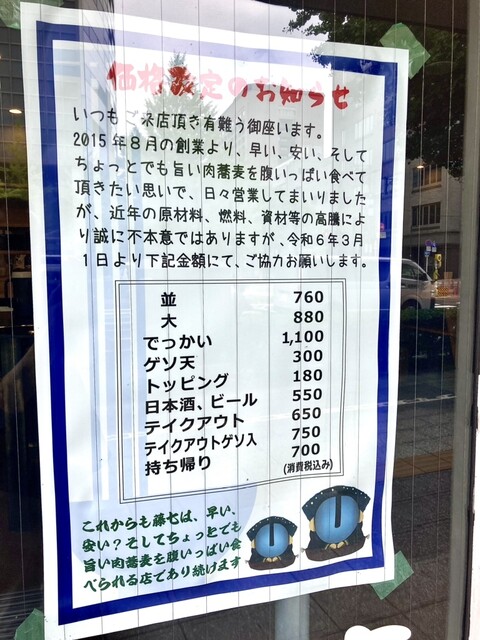 価格改定のお知らせ
いつもご来店頂き有難う御座います。
2015年8月の創業より、早い、安い、そして
ちょっとでも旨い肉蕎麦を腹いっぱい食べて
頂きたい思いで、日々営業してまいりました
が、近年の原材料、燃料、資材等の高騰によ
り誠に不本意ではありますが、令和6年3月
1日より下記金額にて、ご協力お願いします。
並 760
大 880
でっかい 1,100
ゲソ天 300
トッピング 180
日本酒、ビール 550
テイクアウト 650
テイクアウトゲソ入 750
持ち帰り 700
(消費税込み)
これからも藤七は、早い、
安い?そしてちょっとでも
旨い肉蕎麦を腹いっぱい食
べられる店であり続けます